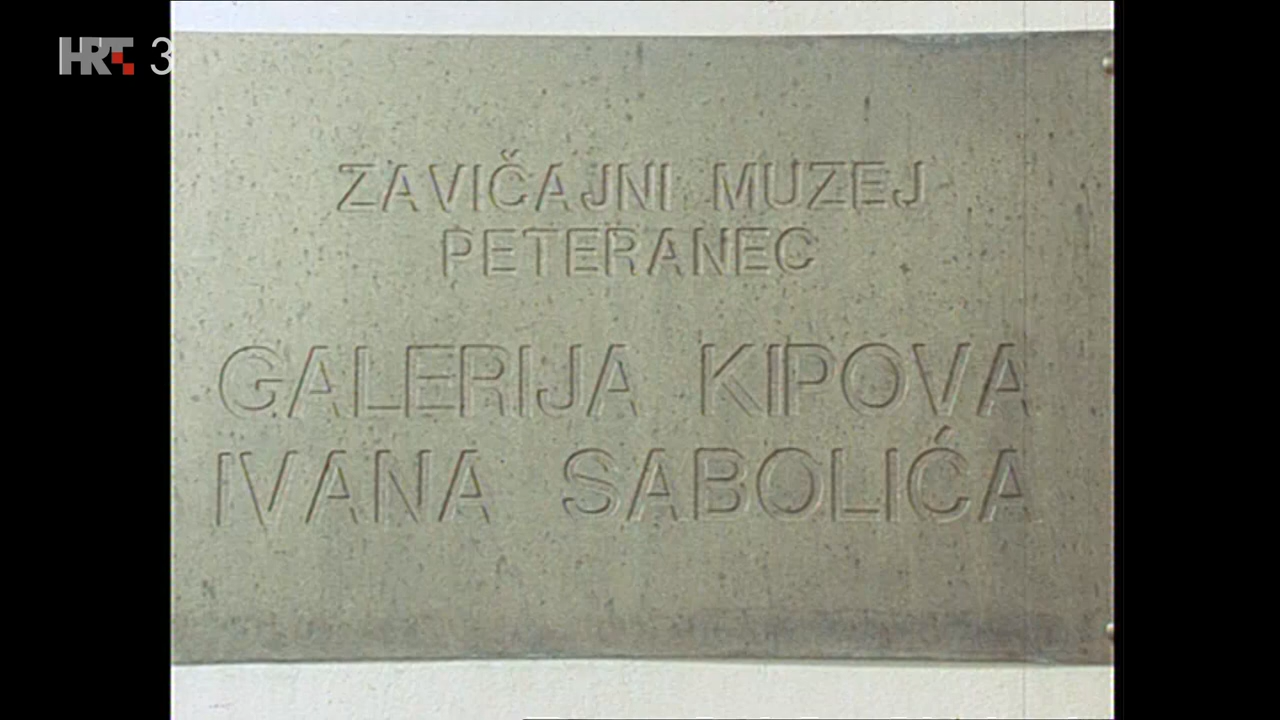 HRT 3
ZAVIČAJNI MUZEJ
PETERANEC
GALERIJA KIPOVA
IVANA SABOLIĆA